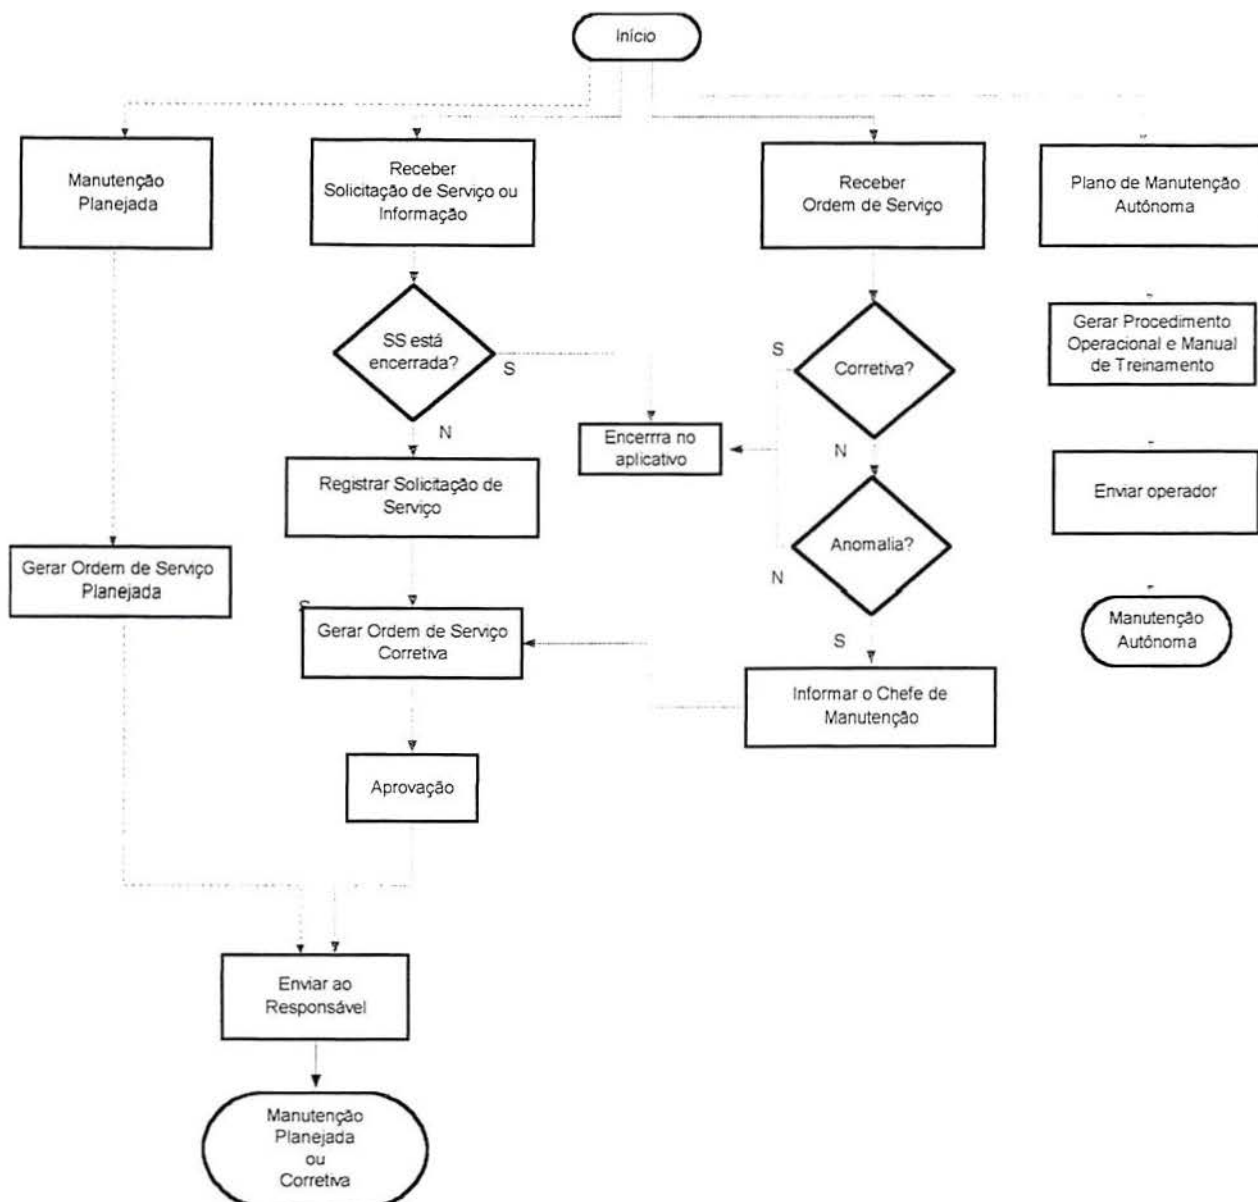 Início
Manutenção
Planejada
Receber
Solicitação de Serviço ou
Informação
Receber
Ordem de Serviço
Plano de Manutenção
Autônoma
SS está
encerrada?
S
N
S
Corretiva?
N
Gerar Procedimento
Operacional e Manual
de Treinamento
Encerrra no
aplicativo
Registrar Solicitação de
Serviço
Anomalia?
N
S
Enviar operador
Gerar Ordem de Serviço
Planejada
S
Gerar Ordem de Serviço
Corretiva
Manutenção
Autônoma
Informar o Chefe de
Manutenção
Aprovação
Enviar ao
Responsável
Manutenção
Planejada
ou
Corretiva